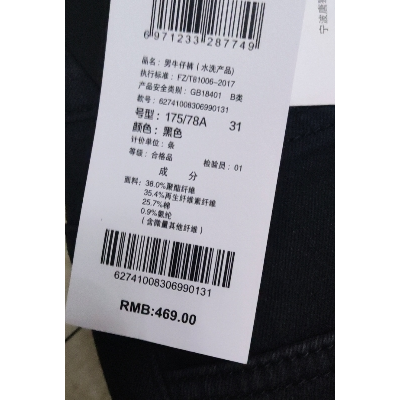 6971233287749
品名：男牛仔裤（水洗产品）
执行标准：FZ/T81006-2017
产品安全类别：GB18401 B类
款号：62741008306990131
号型：175/78A 31
颜色：黑色
计价单位：条
等级：合格品 检验员：01
成 分
面料：38.0%聚酯纤维
35.4%再生纤维素纤维
25.7%棉
0.9%氨纶
（含微量其他纤维）
62741008306990131
RMB:469.00
宁波